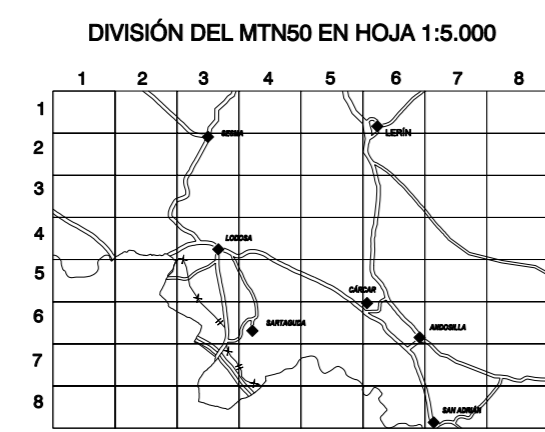 DIVISIÓN DEL MTN50 EN HOJA 1:5.000
1 2 3 4 5 6 7 8
1
LERÍN
SESMA
2
3
4
LODOSA
5
CÁRCAR
6
SARTAGUDA
ANDOSILLA
7
8
SAN ADRIÁN